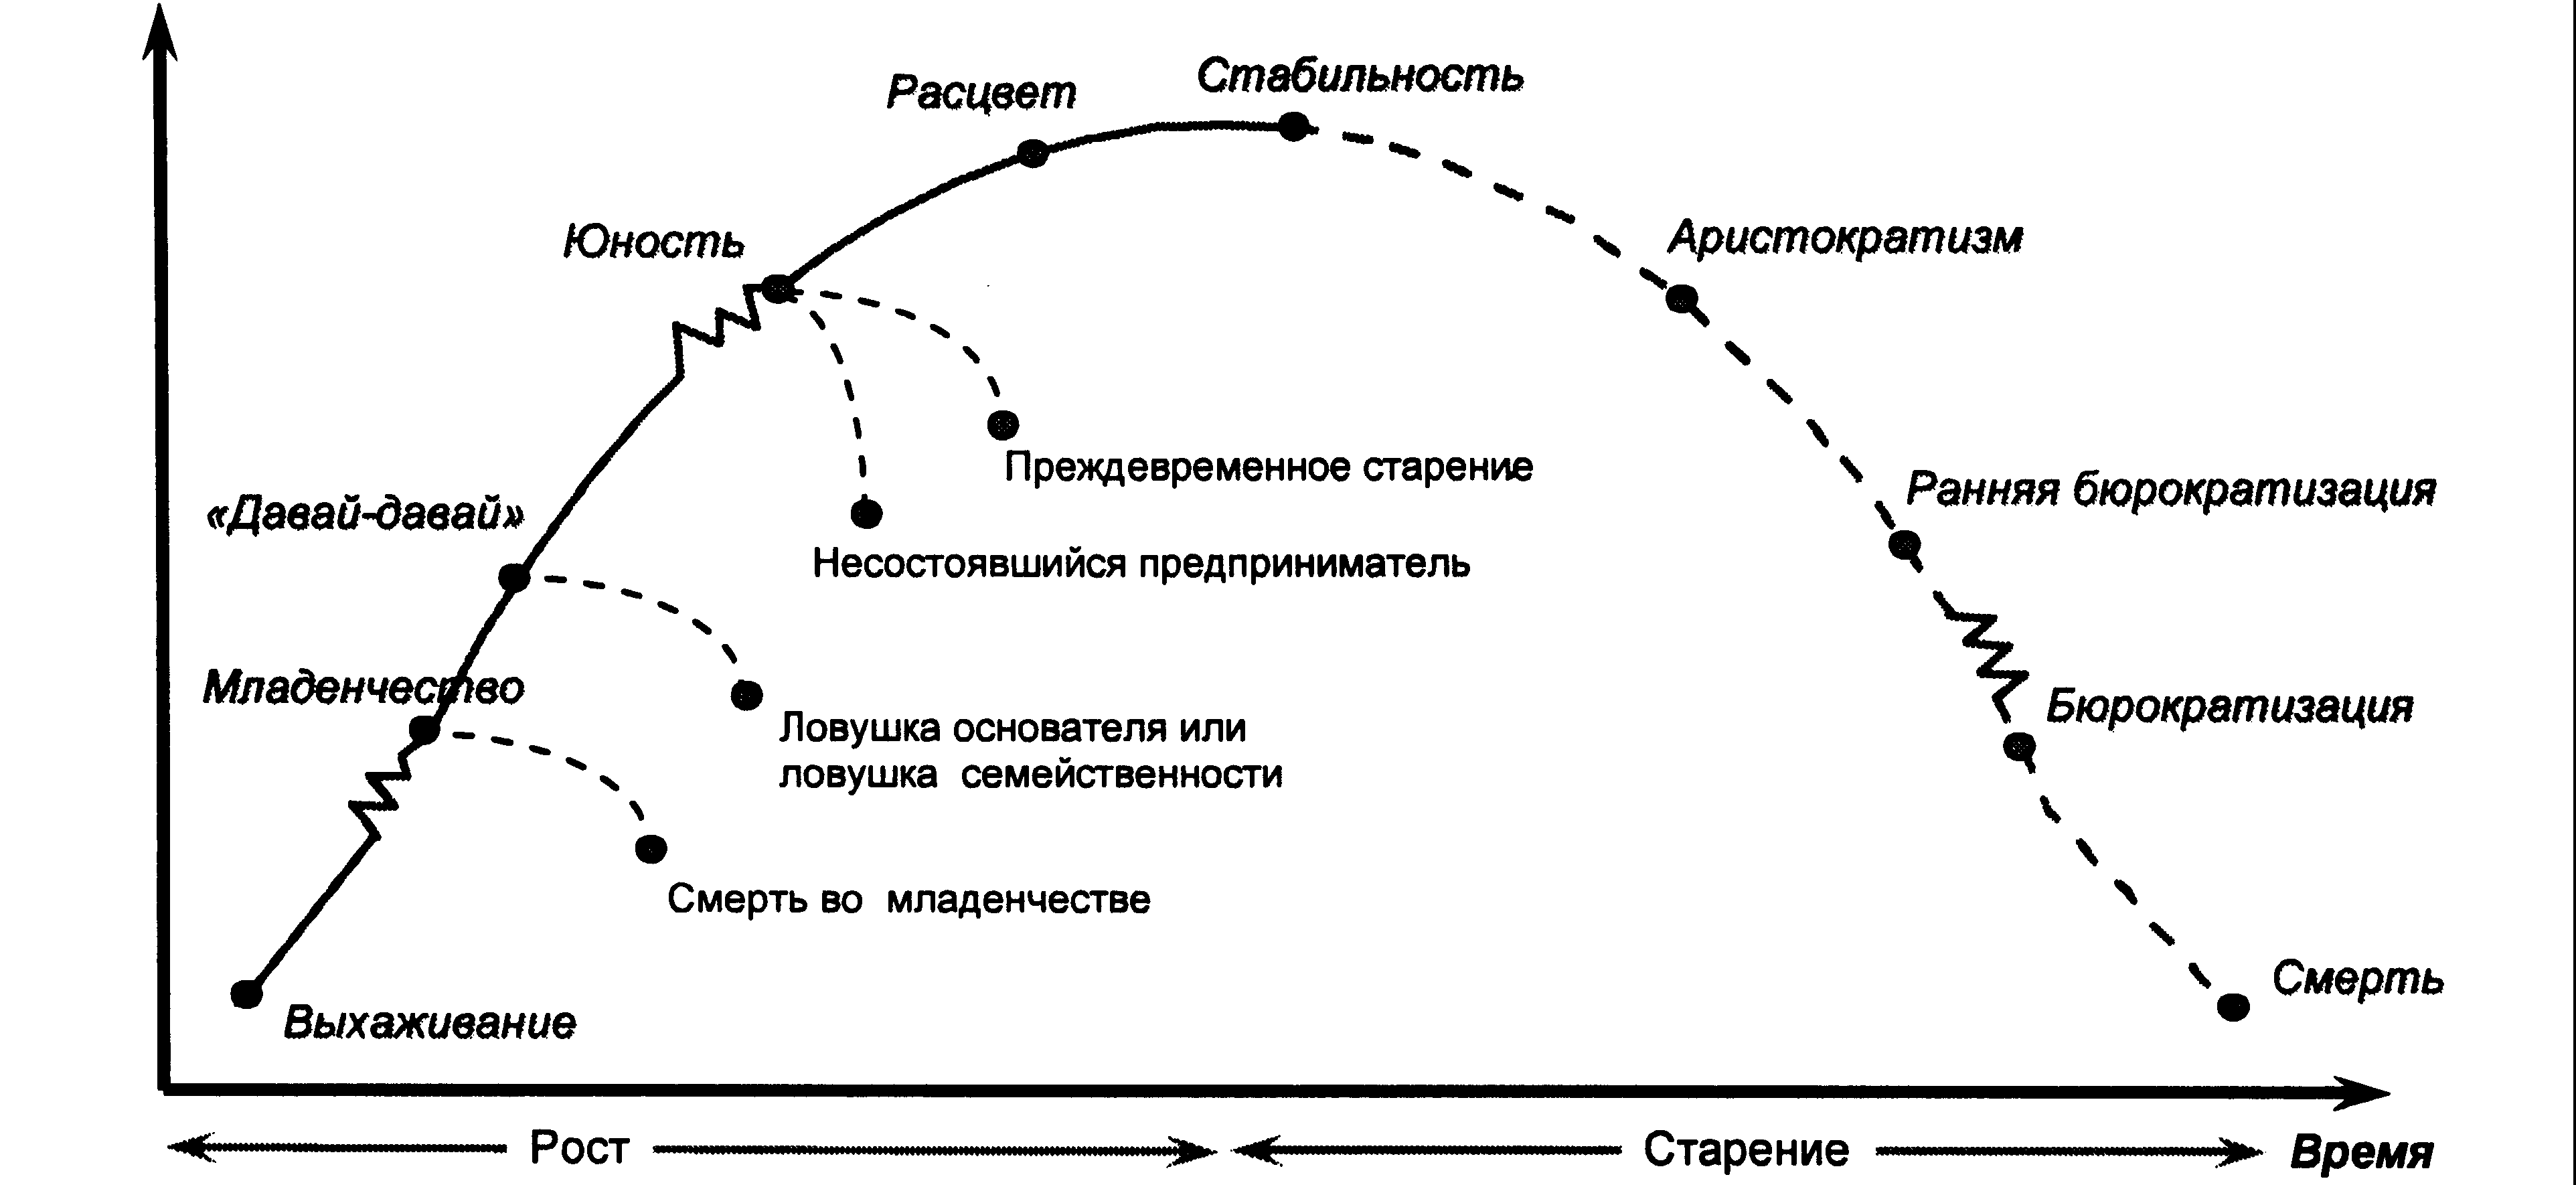 Стабильность
Расцвет
Юность
Аристократизм
Преждевременное старение
Ранняя бюрократизация
«Давай-давай»
Несостоявшийся предприниматель
Младенчество
Бюрократизация
Ловушка основателя или
ловушка семейственности
Смерть во младенчестве
Смерть
Выхаживание
Рост
Старение
Время